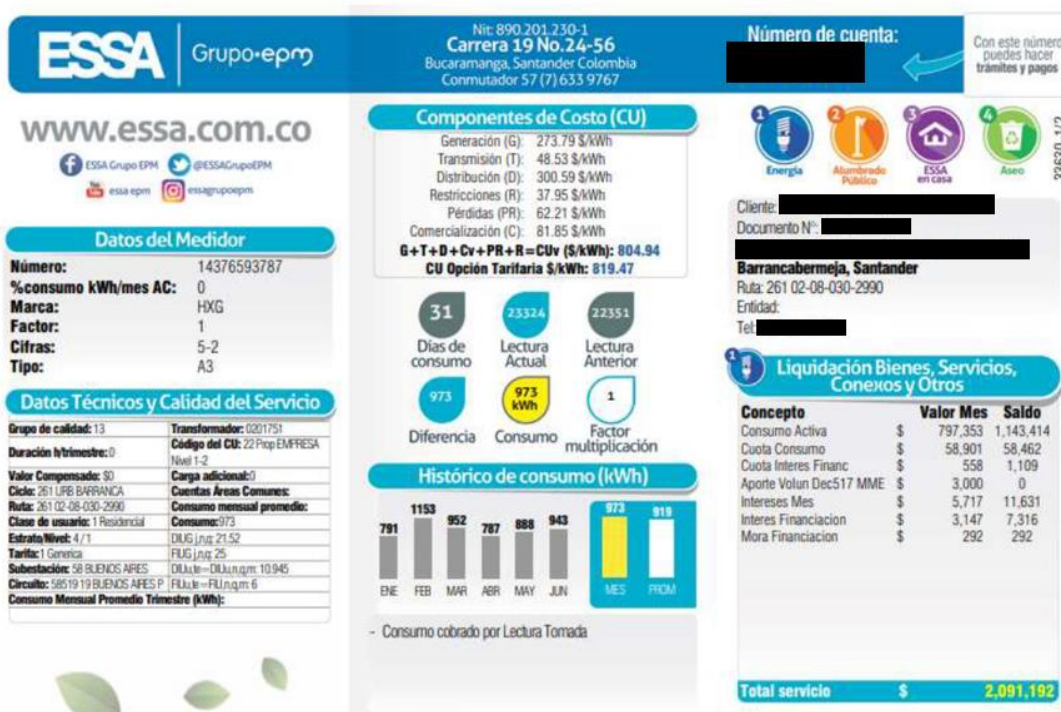 ESSA Grupo·epm
Nit: 890.201.230-1
Carrera 19 No.24-56
Bucaramanga, Santander Colombia
Conmutador 57 (7) 633 9767
Número de cuenta:
Con este número
puedes hacer
trámites y pagos
www.essa.com.co
ESSA Grupo EPM @ESSAGrupoEPM
essa epm essagrupoepm
Datos del Medidor
Número: 14376593787
%consumo kWh/mes AC: 0
Marca: HXG
Factor: 1
Cifras: 5-2
Tipo: A3
Datos Técnicos y Calidad del Servicio
Grupo de calidad: 13 Transformador: 0201751
Duración h/trimestre: 0 Código del CU: 22 Prop EMPRESA
Nivel 1-2
Valor Compensado: $0 Carga adicional:0
Ciclo: 261 URB BARRANCA Cuentas Áreas Comunes:
Ruta: 261 02-08-030-2990 Consumo mensual promedio:
Clase de usuario: 1 Residencial Consumo:973
Estrato/Nivel: 4 / 1 DIUG j,n,q: 21.52
Tarifa: 1 Generica FIUG j,n,q: 25
Subestación: 58 BUENOS AIRES DIUu,te=DIUu,n,q,m: 10.945
Circuito: 58519 19 BUENOS AIRES P FIUu,te=FIU,n,q,m: 6
Consumo Mensual Promedio Trimestre (kWh):
Componentes de Costo (CU)
Generación (G): 273.79 $/kWh
Transmisión (T): 48.53 $/kWh
Distribución (D): 300.59 $/kWh
Restricciones (R): 37.95 $/kWh
Pérdidas (PR): 62.21 $/kWh
Comercialización (C): 81.85 $/kWh
G+T+D+Cv+PR+R=CUv ($/kWh): 804.94
CU Opción Tarifaria $/kWh: 819.47
31 23324 22351
Días de consumo Lectura Actual Lectura Anterior
973 973 kWh 1
Diferencia Consumo Factor multiplicación
Histórico de consumo (kWh)
791 1153 952 787 888 943 973 919
ENE FEB MAR ABR MAY JUN MES PROM
- Consumo cobrado por Lectura Tomada
1 2 3 4
Energía Alumbrado Público ESSA en casa Aseo
Cliente:
Documento N°:
Barrancabermeja, Santander
Ruta: 261 02-08-030-2990
Entidad:
Tel:
1 Liquidación Bienes, Servicios,
Conexos y Otros
Concepto Valor Mes Saldo
Consumo Activa $ 797,353 1,143,414
Cuota Consumo $ 58,901 58,462
Cuota Interes Financ $ 558 1,109
Aporte Volun Dec517 MME $ 3,000 0
Intereses Mes $ 5,717 11,631
Interes Financiacion $ 3,147 7,316
Mora Financiacion $ 292 292
Total servicio $ 2,091,192